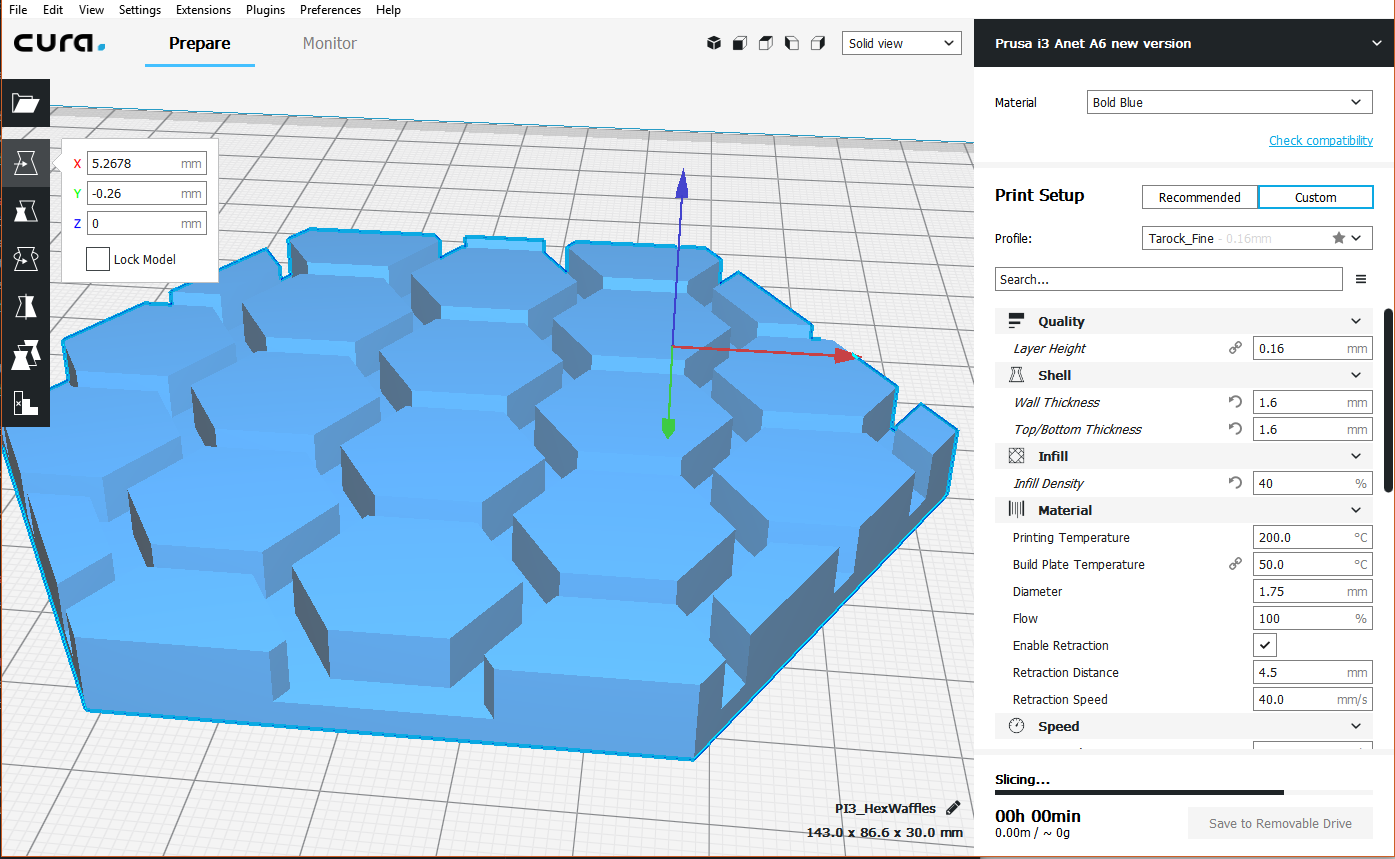 File Edit View Settings Extensions Plugins Preferences Help
cura.
Prepare Monitor
Solid view
X 5.2678 mm
Y -0.26 mm
Z 0 mm
Lock Model
PI3_HexWaffles
143.0 x 86.6 x 30.0 mm
Prusa i3 Anet A6 new version
Material Bold Blue
Check compatibility
Print Setup Recommended Custom
Profile: Tarock_Fine - 0.16mm
Search...
Quality
Layer Height 0.16 mm
Shell
Wall Thickness 1.6 mm
Top/Bottom Thickness 1.6 mm
Infill
Infill Density 40 %
Material
Printing Temperature 200.0 °C
Build Plate Temperature 50.0 °C
Diameter 1.75 mm
Flow 100 %
Enable Retraction
Retraction Distance 4.5 mm
Retraction Speed 40.0 mm/s
Speed
Slicing...
00h 00min
0.00m / ~ 0g
Save to Removable Drive